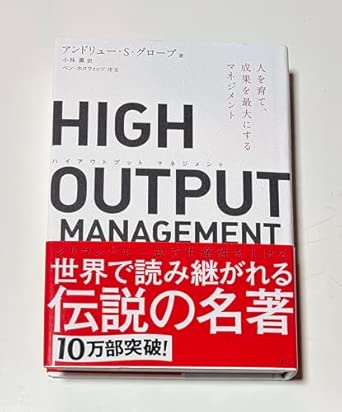 アンドリュー・S・グローブ 著
小林 薫 訳
ベン・ホロウィッツ 序文
人を育て、
成果を最大にする
マネジメント
HIGH
ハイアウトプット マネジメント
OUTPUT
MANAGEMENT
世界で読み継がれる
伝説の名著
10万部突破!